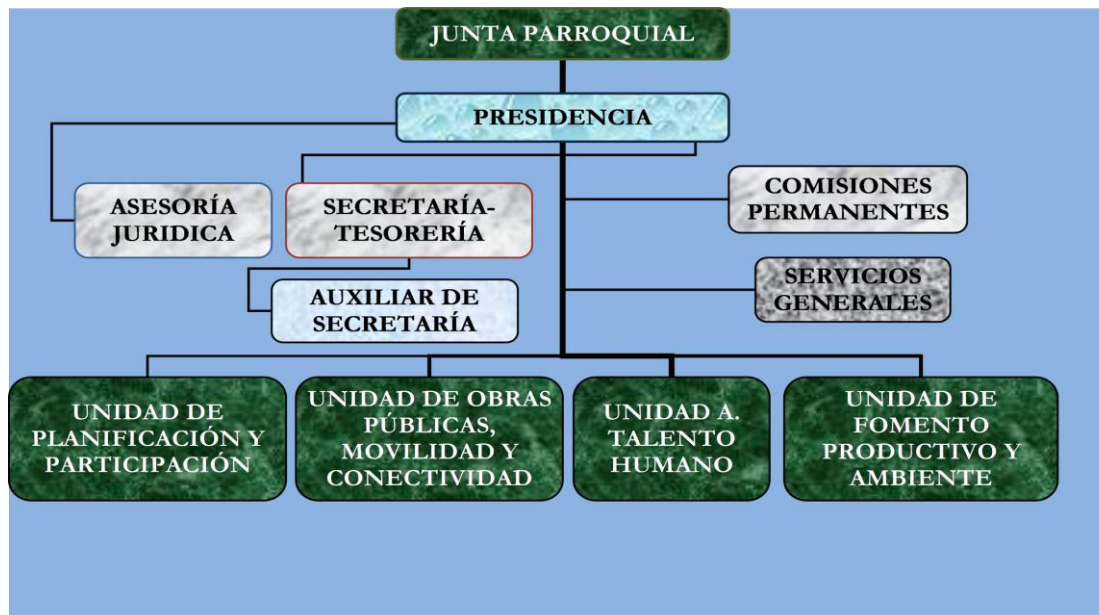 JUNTA PARROQUIAL
PRESIDENCIA
ASESORÍA
JURIDICA
SECRETARÍA-
TESORERÍA
COMISIONES
PERMANENTES
AUXILIAR DE
SECRETARÍA
SERVICIOS
GENERALES
UNIDAD DE
PLANIFICACIÓN Y
PARTICIPACIÓN
UNIDAD DE OBRAS
PÚBLICAS,
MOVILIDAD Y
CONECTIVIDAD
UNIDAD A.
TALENTO
HUMANO
UNIDAD DE
FOMENTO
PRODUCTIVO Y
AMBIENTE